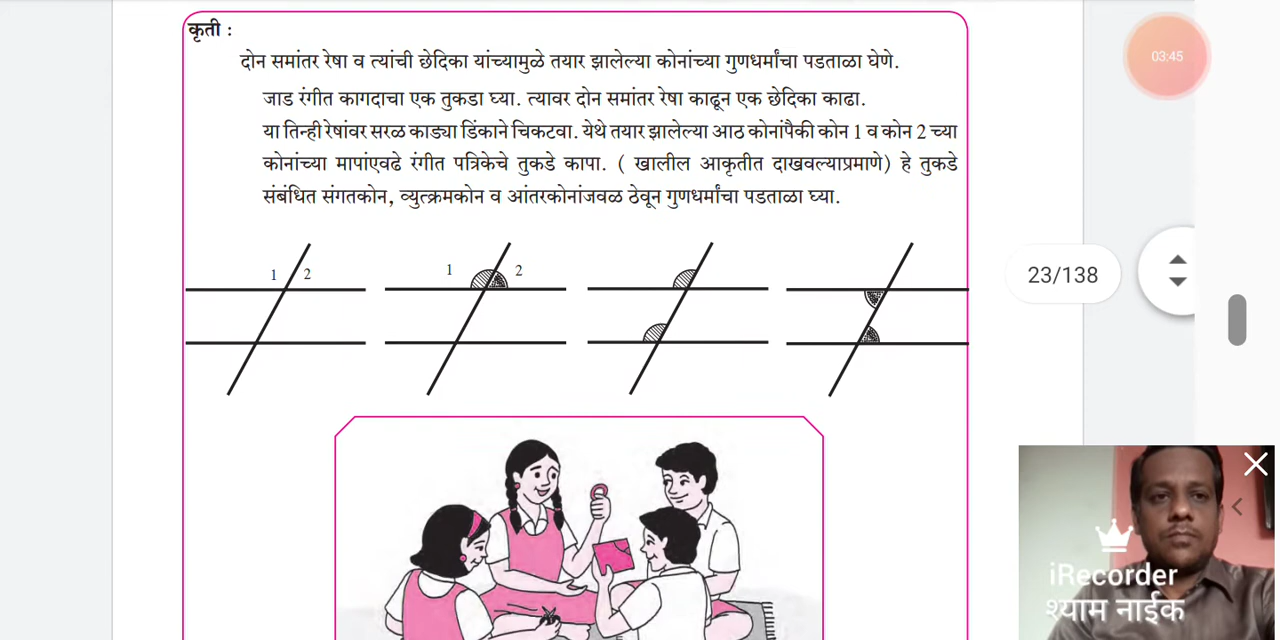 कृती :
दोन समांतर रेषा व त्यांची छेदिका यांच्यामुळे तयार झालेल्या कोनांच्या गुणधर्मांचा पडताळा घेणे.
जाड रंगीत कागदाचा एक तुकडा घ्या. त्यावर दोन समांतर रेषा काढून एक छेदिका काढा.
या तिन्ही रेषांवर सरळ काड्या डिंकाने चिकटवा. येथे तयार झालेल्या आठ कोनांपैकी कोन 1 व कोन 2 च्या
कोनांच्या मापांएवढे रंगीत पत्रिकेचे तुकडे कापा. ( खालील आकृतीत दाखवल्याप्रमाणे) हे तुकडे
संबंधित संगतकोन, व्युत्क्रमकोन व आंतरकोनांजवळ ठेवून गुणधर्मांचा पडताळा घ्या.
1 2
1 2
03:45
23/138
iRecorder
श्याम नाईक